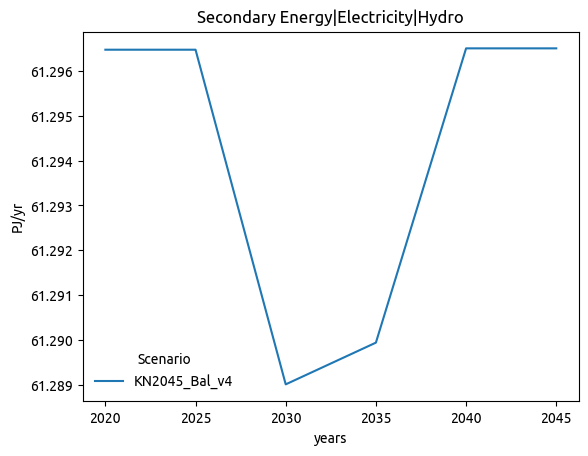 Secondary Energy|Electricity|Hydro
PJ/yr
61.296
61.295
61.294
61.293
61.292
61.291
61.290
61.289
Scenario
KN2045_Bal_v4
2020 2025 2030 2035 2040 2045
years